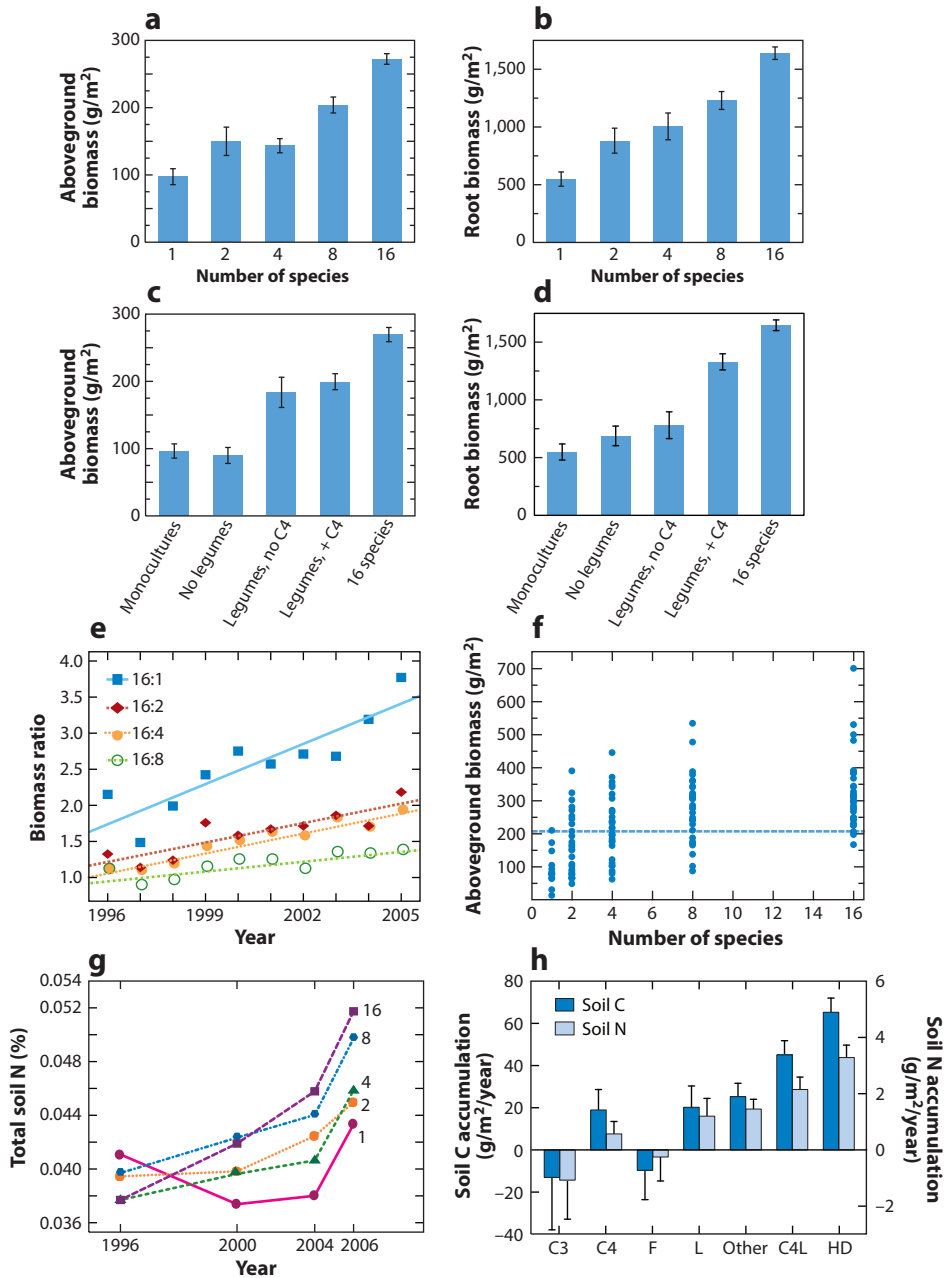 a
300
200
100
0
Aboveground
biomass (g/m²)
1 2 4 8 16
Number of species
b
1,500
1,000
500
0
Root biomass (g/m²)
1 2 4 8 16
Number of species
c
300
200
100
0
Aboveground
biomass (g/m²)
Monocultures
No legumes
Legumes, no C4
Legumes, + C4
16 species
d
1,500
1,000
500
0
Root biomass (g/m²)
Monocultures
No legumes
Legumes, no C4
Legumes, + C4
16 species
e
4.0
3.5
3.0
2.5
2.0
1.5
1.0
Biomass ratio
16:1
16:2
16:4
16:8
1996 1999 2002 2005
Year
f
700
600
500
400
300
200
100
Aboveground biomass (g/m²)
0 2 4 6 8 10 12 14 16
Number of species
g
0.054
0.052
0.048
0.044
0.040
0.036
Total soil N (%)
16
8
4
2
1
1996 2000 2004 2006
Year
h
80
60
40
20
0
−20
−40
Soil C accumulation
(g/m²/year)
Soil C
Soil N
6
4
2
0
−2
Soil N accumulation
(g/m²/year)
C3 C4 F L Other C4L HD